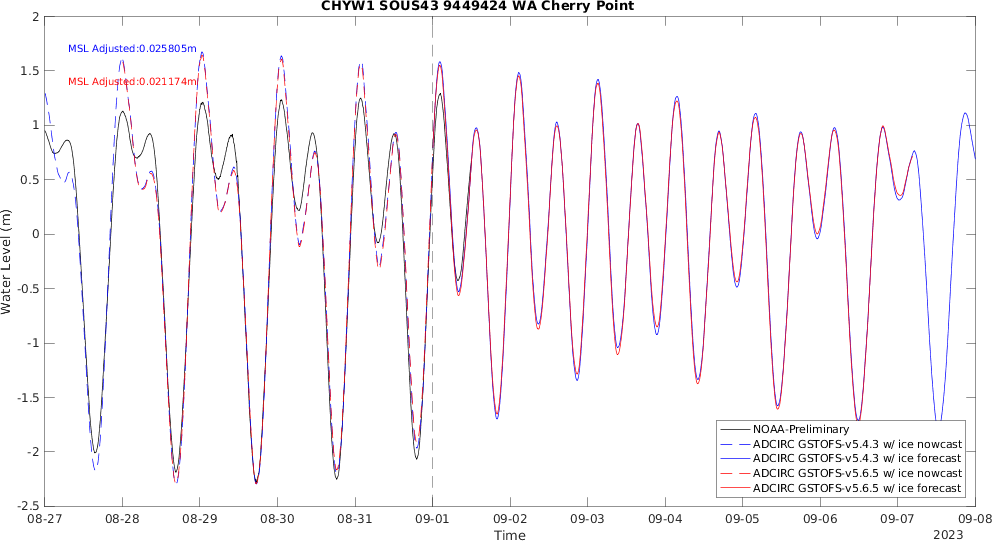 CHYW1 SOUS43 9449424 WA Cherry Point
MSL Adjusted:0.025805m
MSL Adjusted:0.021174m
Water Level (m)
2
1.5
1
0.5
0
-0.5
-1
-1.5
-2
-2.5
NOAA-Preliminary
ADCIRC GSTOFS-v5.4.3 w/ ice nowcast
ADCIRC GSTOFS-v5.4.3 w/ ice forecast
ADCIRC GSTOFS-v5.6.5 w/ ice nowcast
ADCIRC GSTOFS-v5.6.5 w/ ice forecast
08-27 08-28 08-29 08-30 08-31 09-01 09-02 09-03 09-04 09-05 09-06 09-07 09-08
Time
2023